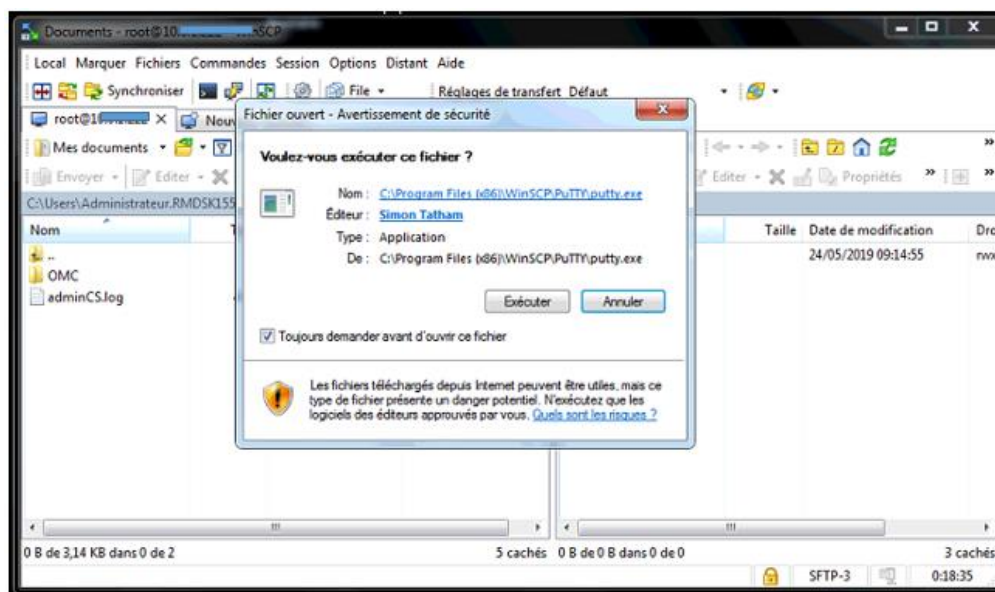 Documents - root@10. WinSCP
Local Marquer Fichiers Commandes Session Options Distant Aide
Synchroniser File Réglages de transfert Défaut
root@1
Fichier ouvert - Avertissement de sécurité
Mes documents
Voulez-vous exécuter ce fichier ?
Envoyer Editer
Editer Propriétés
Nom : C:\Program Files (x86)\WinSCP\PuTTY\putty.exe
Éditeur : Simon Tatham
Type : Application
De : C:\Program Files (x86)\WinSCP\PuTTY\putty.exe
C:\Users\Administrateur.RMDSK155
Nom
Taille Date de modification Dro
..
24/05/2019 09:14:55 rwx
OMC
adminCS.log
Exécuter Annuler
Toujours demander avant d'ouvrir ce fichier
Les fichiers téléchargés depuis Internet peuvent être utiles, mais ce
type de fichier présente un danger potentiel. N'exécutez que les
logiciels des éditeurs approuvés par vous. Quels sont les risques ?
0 B de 3,14 KB dans 0 de 2 5 cachés 0 B de 0 B dans 0 de 0 3 cachés
SFTP-3 0:18:35